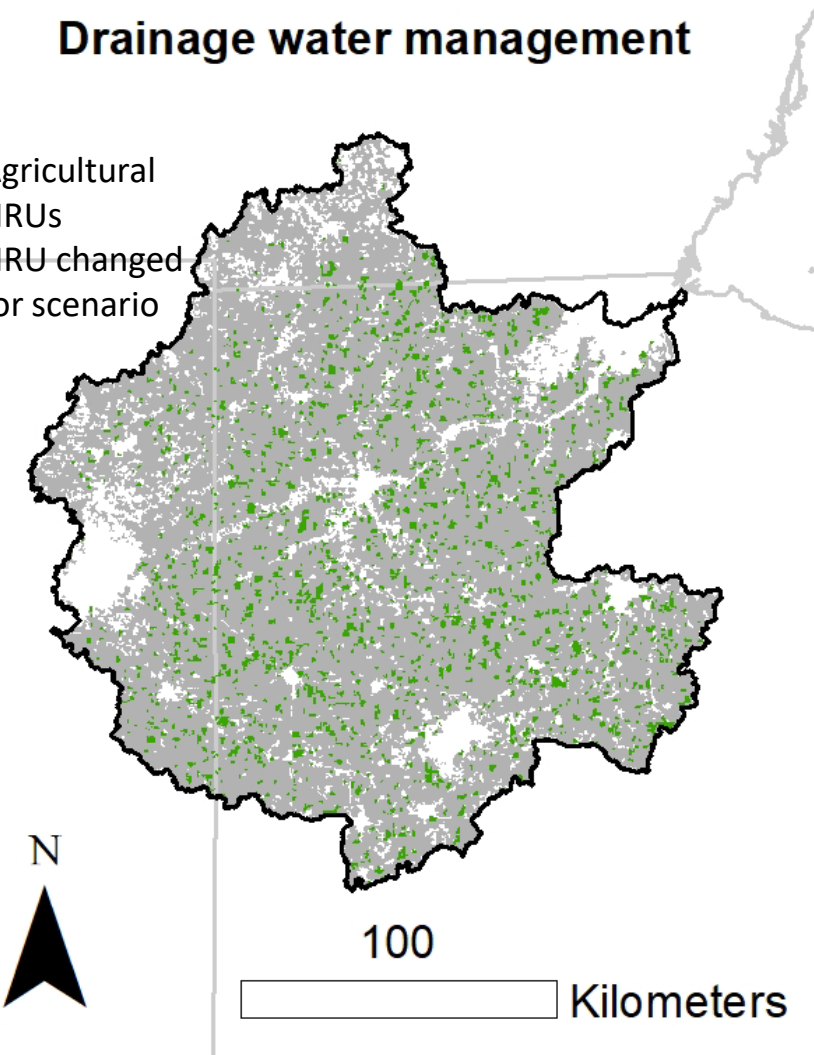 Drainage water management
gricultural
IRUs
IRU changed
or scenario
N
100
Kilometers